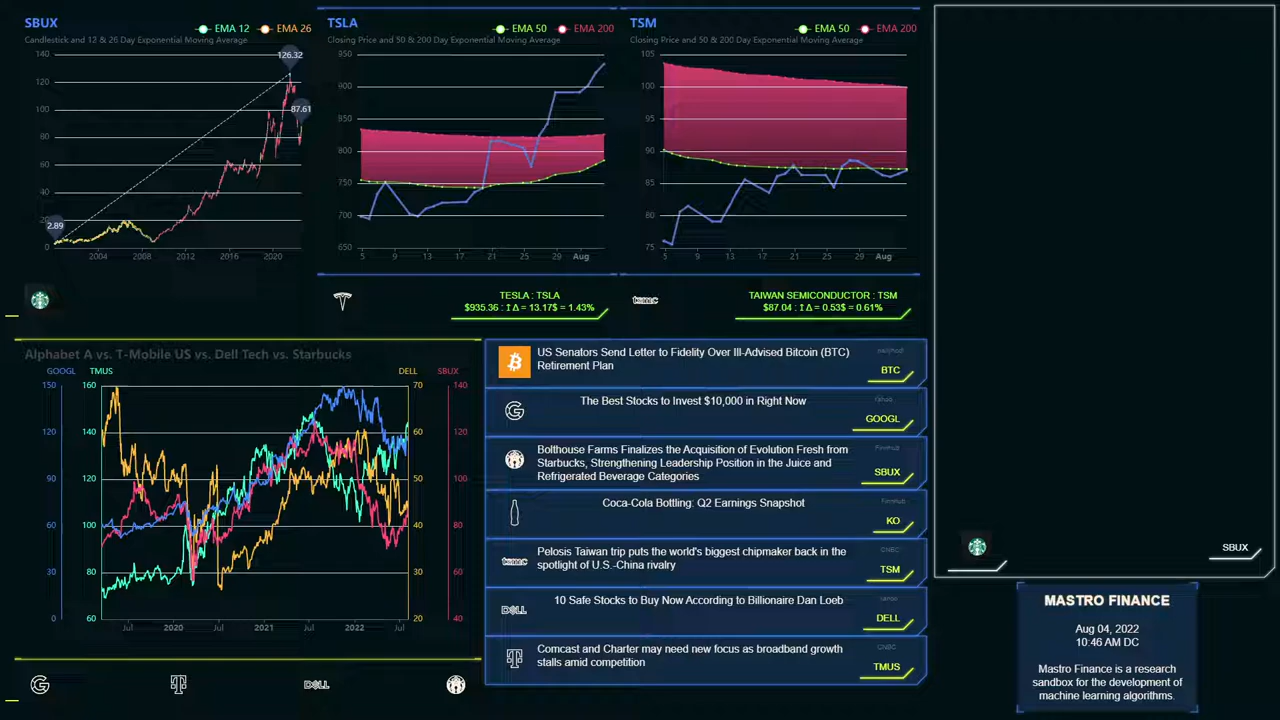 SBUX
EMA 12 EMA 26
Candlestick and 12 & 26 Day Exponential Moving Average
140
120
100
80
60
40
20
0
126.32
87.61
2.89
2004 2008 2012 2016 2020
TSLA
EMA 50 EMA 200
Closing Price and 50 & 200 Day Exponential Moving Average
950
900
850
800
750
700
650
5 9 13 17 21 25 29 Aug
TSM
EMA 50 EMA 200
Closing Price and 50 & 200 Day Exponential Moving Average
105
100
95
90
85
80
75
5 9 13 17 21 25 29 Aug
TESLA : TSLA
$935.36 : ↥ Δ = 13.17$ = 1.43%
tsmc
TAIWAN SEMICONDUCTOR : TSM
$87.04 : ↥ Δ = 0.53$ = 0.61%
Alphabet A vs. T-Mobile US vs. Dell Tech vs. Starbucks
GOOGL TMUS DELL SBUX
150 160 70 140
120 140 60 120
90 120 50 100
60 100 40 80
30 80 30 60
0 60 20 40
Jul 2020 2021 Jul 2022 Jul
DELL
US Senators Send Letter to Fidelity Over Ill-Advised Bitcoin (BTC)
Retirement Plan
BTC
The Best Stocks to Invest $10,000 in Right Now
GOOGL
Bolthouse Farms Finalizes the Acquisition of Evolution Fresh from
Starbucks, Strengthening Leadership Position in the Juice and
Refrigerated Beverage Categories
SBUX
Coca-Cola Bottling: Q2 Earnings Snapshot
KO
Pelosis Taiwan trip puts the world's biggest chipmaker back in the
spotlight of U.S.-China rivalry
CNBC
tsmc
TSM
10 Safe Stocks to Buy Now According to Billionaire Dan Loeb
DELL
DELL
Comcast and Charter may need new focus as broadband growth
stalls amid competition
CNBC
TMUS
SBUX
MASTRO FINANCE
Aug 04, 2022
10:46 AM DC
Mastro Finance is a research
sandbox for the development of
machine learning algorithms.